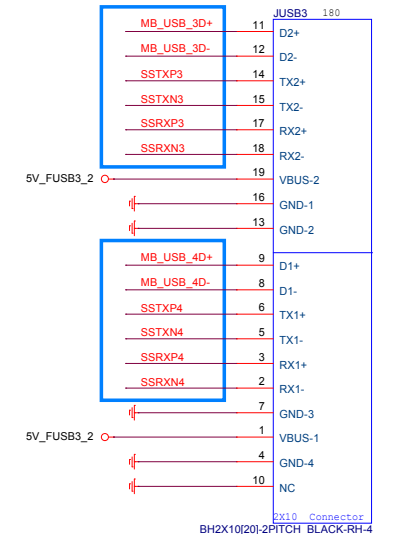 JUSB3 180
MB_USB_3D+ 11 D2+
MB_USB_3D- 12 D2-
SSTXP3 14 TX2+
SSTXN3 15 TX2-
SSRXP3 17 RX2+
SSRXN3 18 RX2-
5V_FUSB3_2 19 VBUS-2
16 GND-1
13 GND-2
MB_USB_4D+ 9 D1+
MB_USB_4D- 8 D1-
SSTXP4 6 TX1+
SSTXN4 5 TX1-
SSRXP4 3 RX1+
SSRXN4 2 RX1-
7 GND-3
5V_FUSB3_2 1 VBUS-1
4 GND-4
10 NC
2X10 Connector
BH2X10[20]-2PITCH_BLACK-RH-4